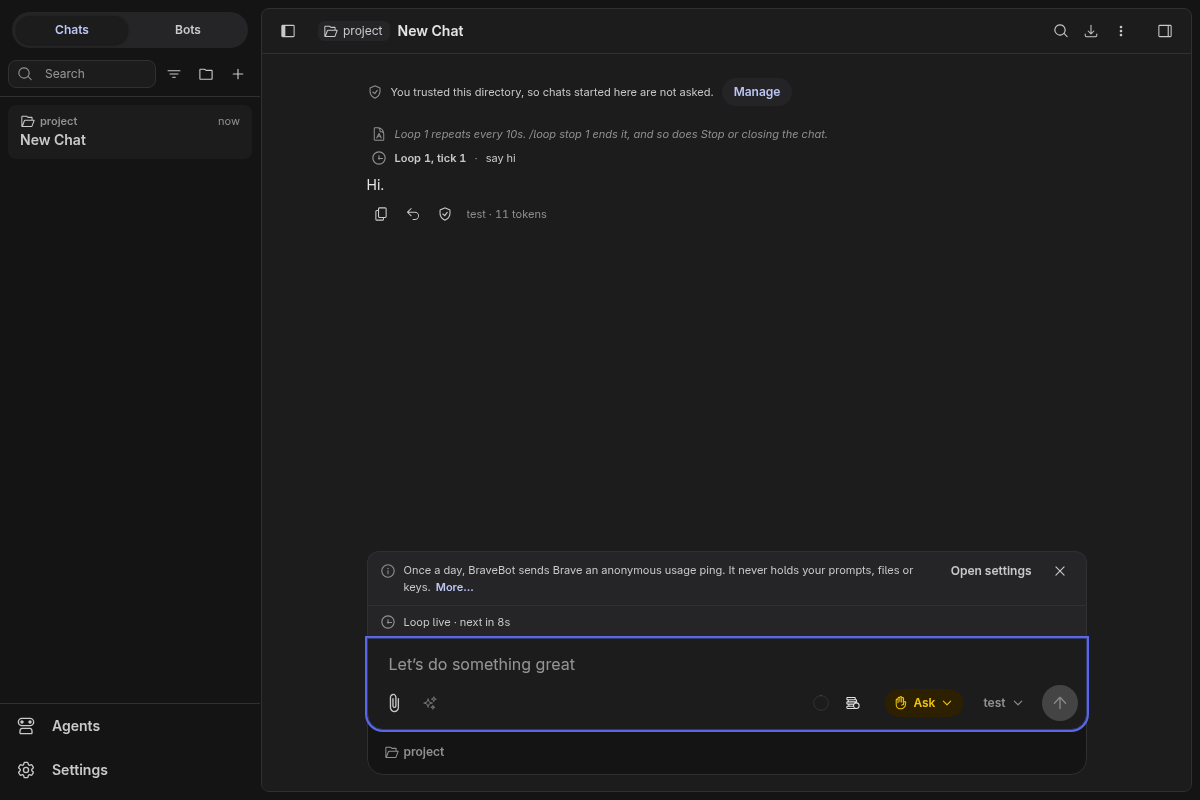 Chats
Bots
Search
project
now
New Chat
Agents
Settings
project
New Chat
You trusted this directory, so chats started here are not asked.
Manage
Loop 1 repeats every 10s. /loop stop 1 ends it, and so does Stop or closing the chat.
Loop 1, tick 1 · say hi
Hi.
test · 11 tokens
Once a day, BraveBot sends Brave an anonymous usage ping. It never holds your prompts, files or
keys. More...
Open settings
Loop live · next in 8s
Let's do something great
Ask
test
project